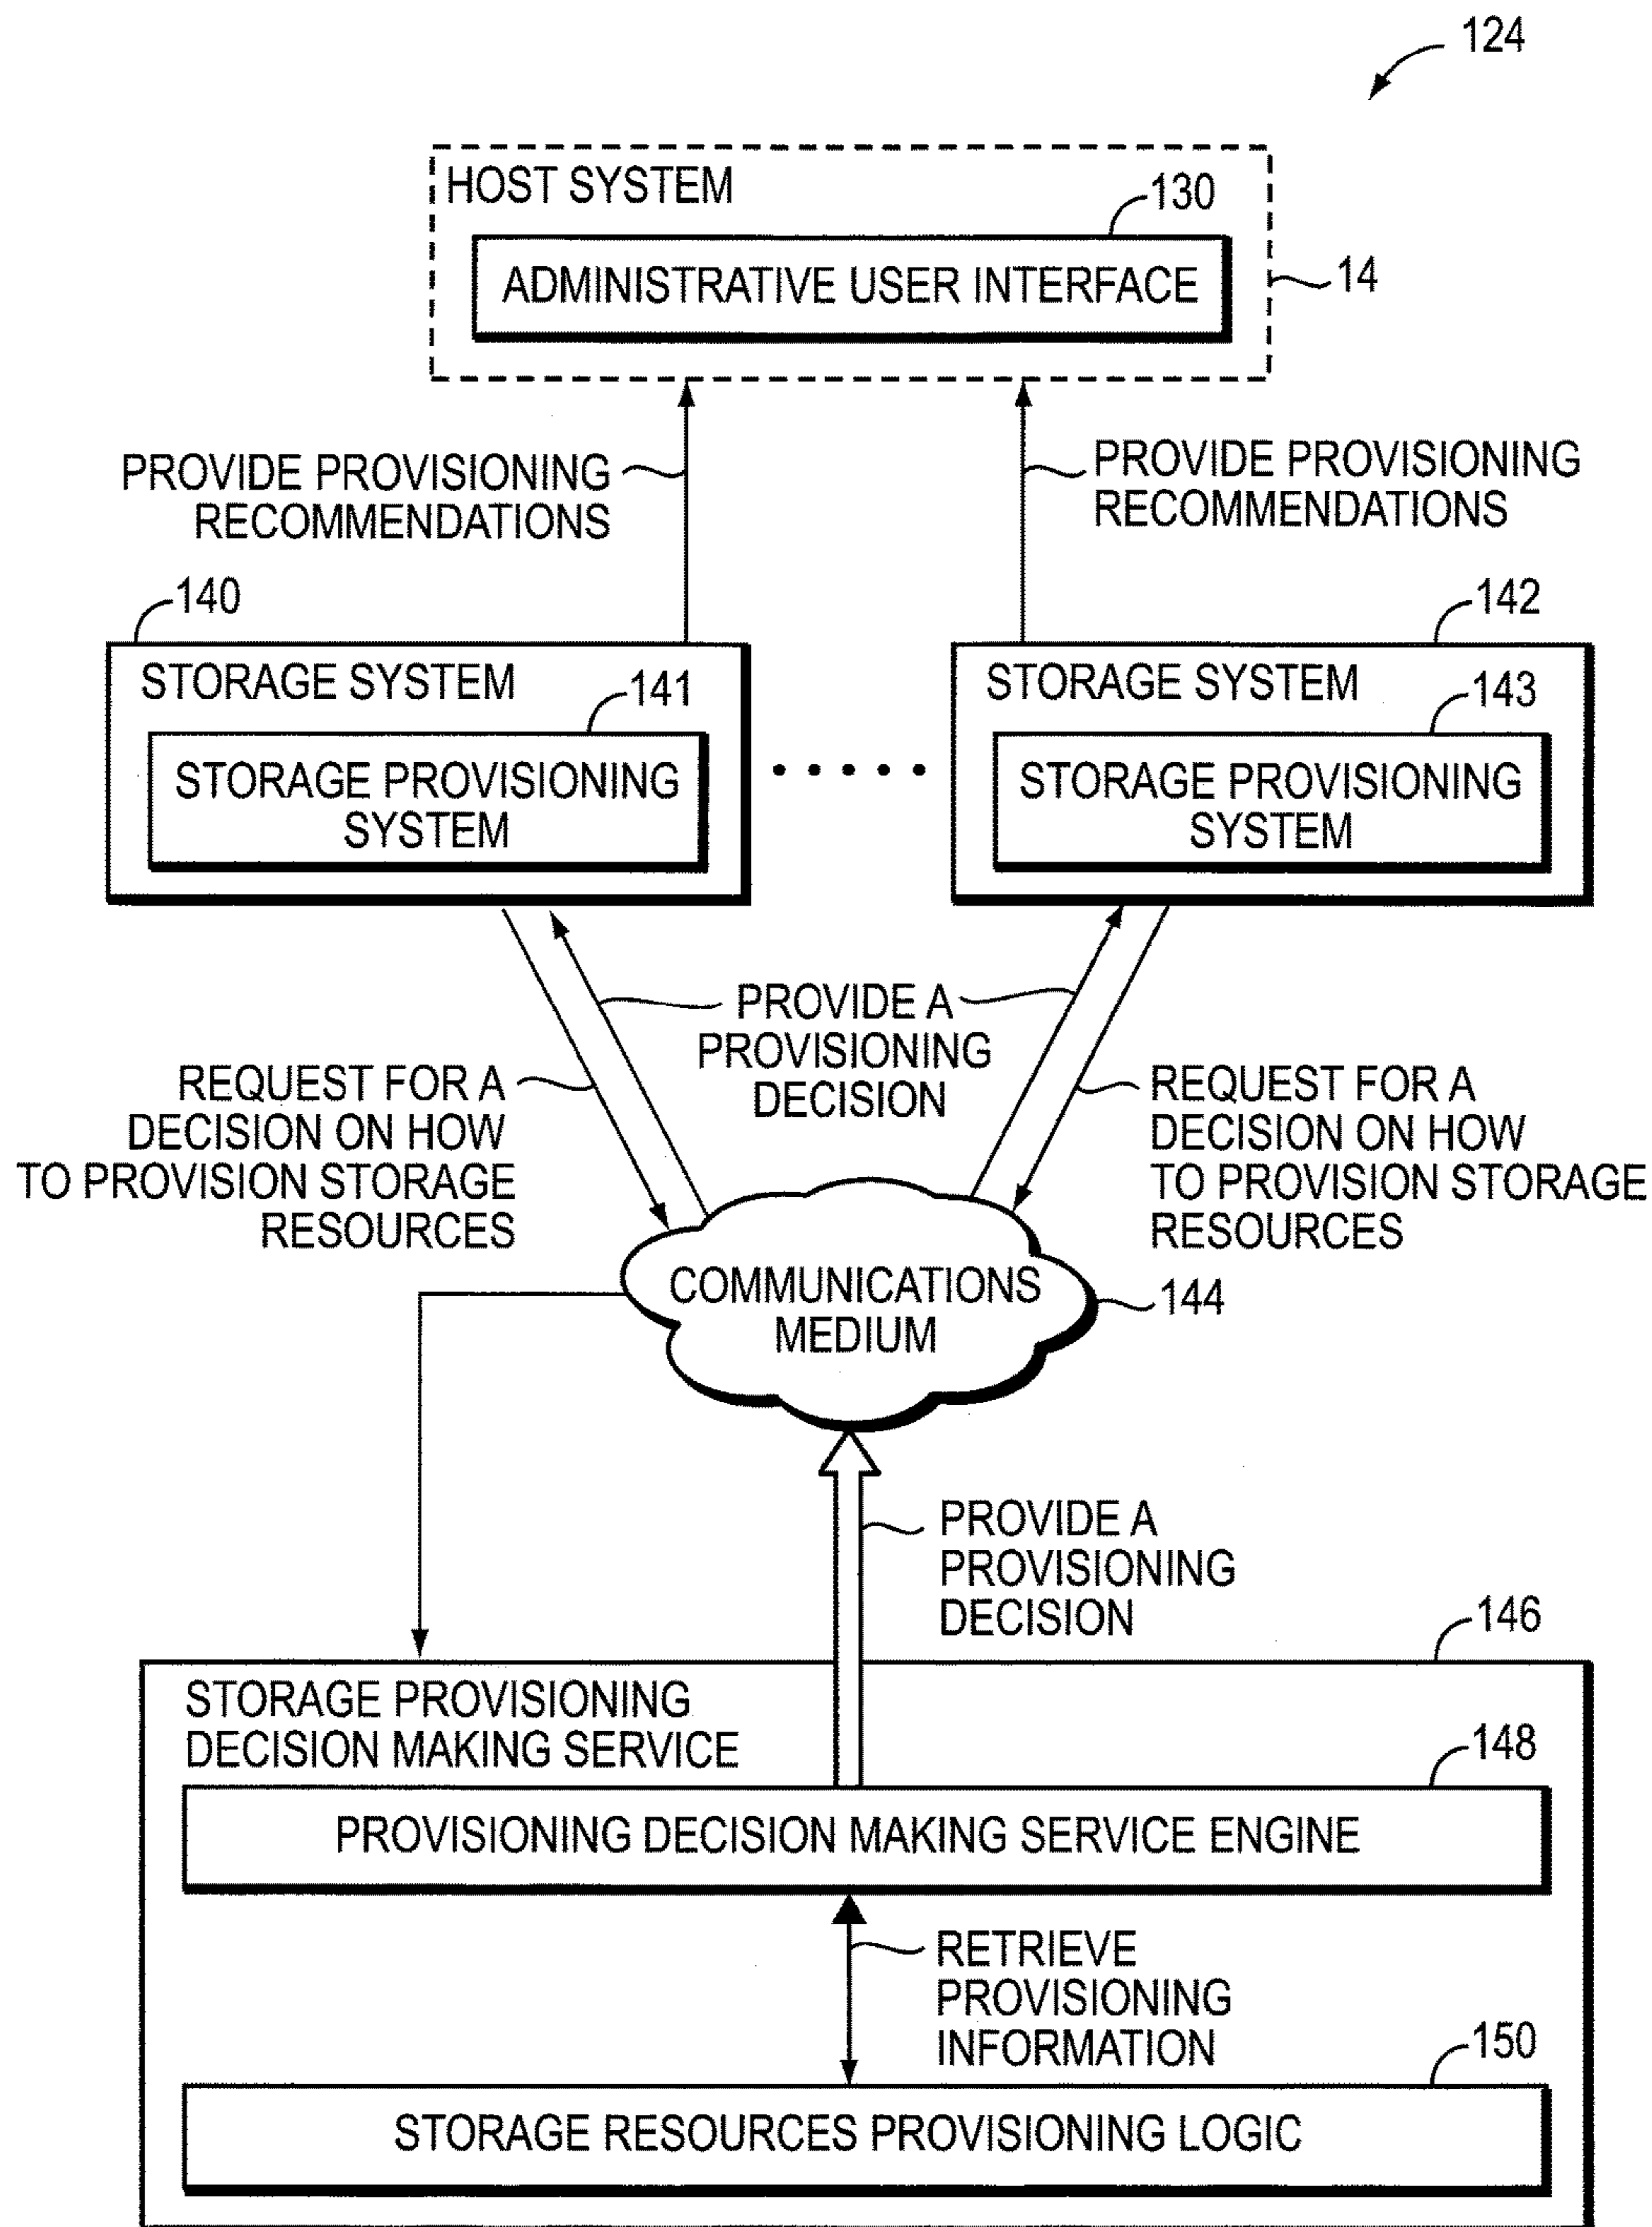 124
HOST SYSTEM
130
ADMINISTRATIVE USER INTERFACE
14
PROVIDE PROVISIONING
RECOMMENDATIONS
PROVIDE PROVISIONING
RECOMMENDATIONS
140
STORAGE SYSTEM
141
STORAGE PROVISIONING
SYSTEM
142
STORAGE SYSTEM
143
STORAGE PROVISIONING
SYSTEM
PROVIDE A
PROVISIONING
DECISION
REQUEST FOR A
DECISION ON HOW
TO PROVISION STORAGE
RESOURCES
REQUEST FOR A
DECISION ON HOW
TO PROVISION STORAGE
RESOURCES
COMMUNICATIONS
MEDIUM
144
PROVIDE A
PROVISIONING
DECISION
146
STORAGE PROVISIONING
DECISION MAKING SERVICE
148
PROVISIONING DECISION MAKING SERVICE ENGINE
RETRIEVE
PROVISIONING
INFORMATION
150
STORAGE RESOURCES PROVISIONING LOGIC